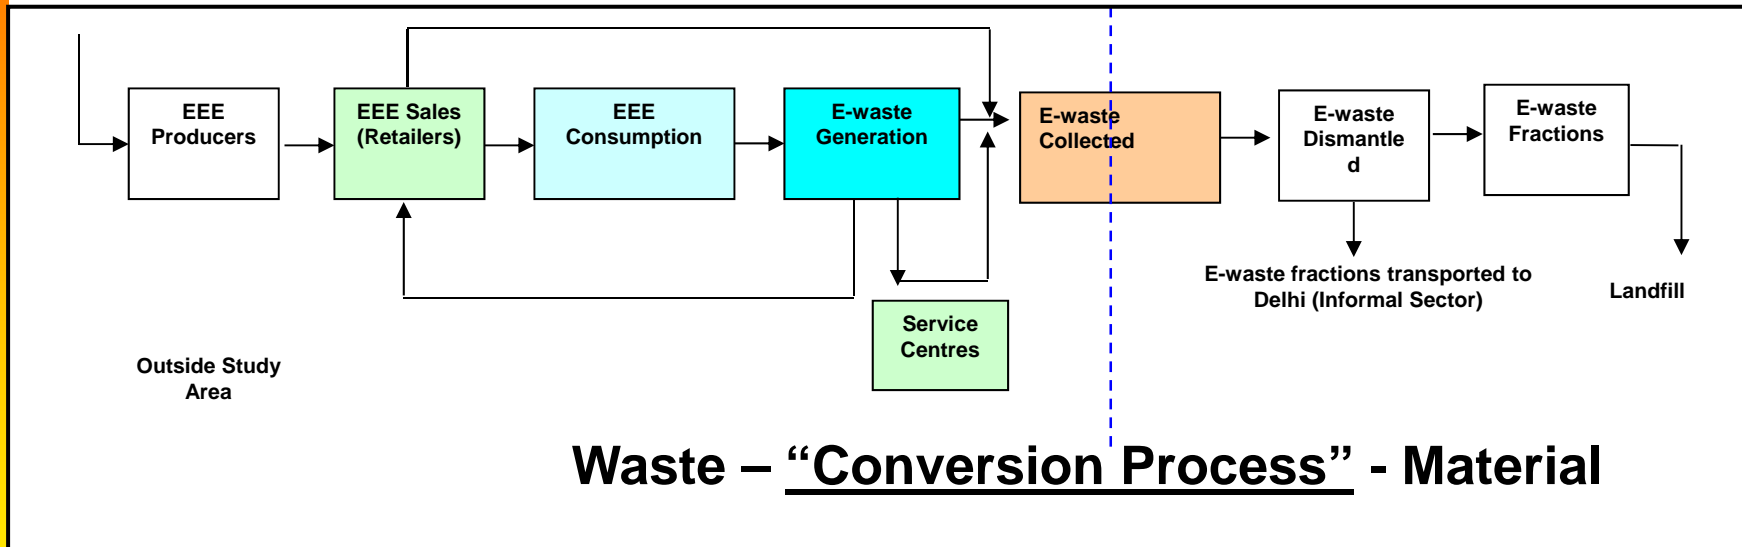 EEE
Producers
EEE Sales
(Retailers)
EEE
Consumption
E-waste
Generation
E-waste
Collected
E-waste
Dismantle
d
E-waste
Fractions
E-waste fractions transported to
Delhi (Informal Sector)
Landfill
Service
Centres
Outside Study
Area
Waste – “Conversion Process” - Material